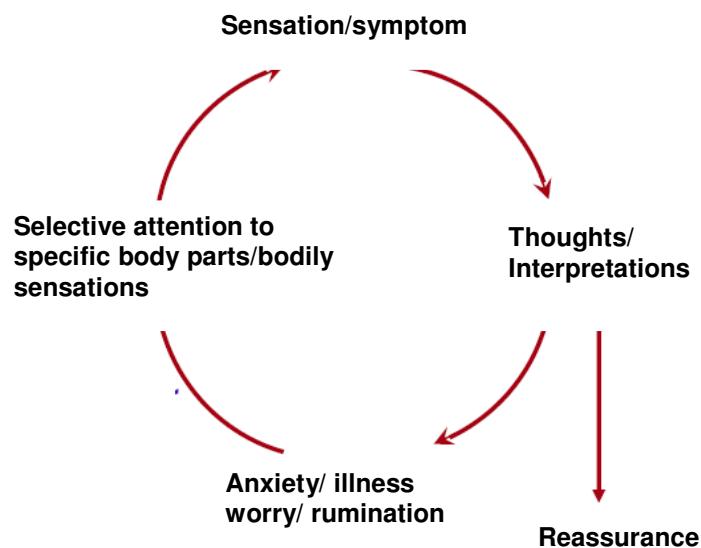 Sensation/symptom
Selective attention to
specific body parts/bodily
sensations
Thoughts/
Interpretations
Anxiety/ illness
worry/ rumination
Reassurance